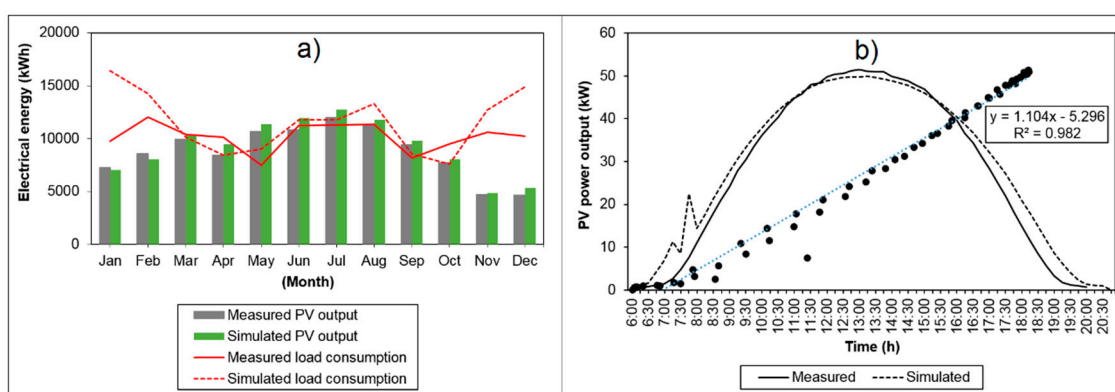 a)
Electrical energy (kWh)
20000
15000
10000
5000
0
Jan Feb Mar Apr May Jun Jul Aug Sep Oct Nov Dec
(Month)
Measured PV output
Simulated PV output
Measured load consumption
Simulated load consumption
b)
PV power output (kW)
60
50
40
30
20
10
0
y = 1.104x - 5.296
R² = 0.982
6:00 6:30 7:00 7:30 8:00 8:30 9:00 9:30 10:00 10:30 11:00 11:30 12:00 12:30 13:00 13:30 14:00 14:30 15:00 15:30 16:00 16:30 17:00 17:30 18:00 18:30 19:00 19:30 20:00 20:30
Time (h)
Measured Simulated